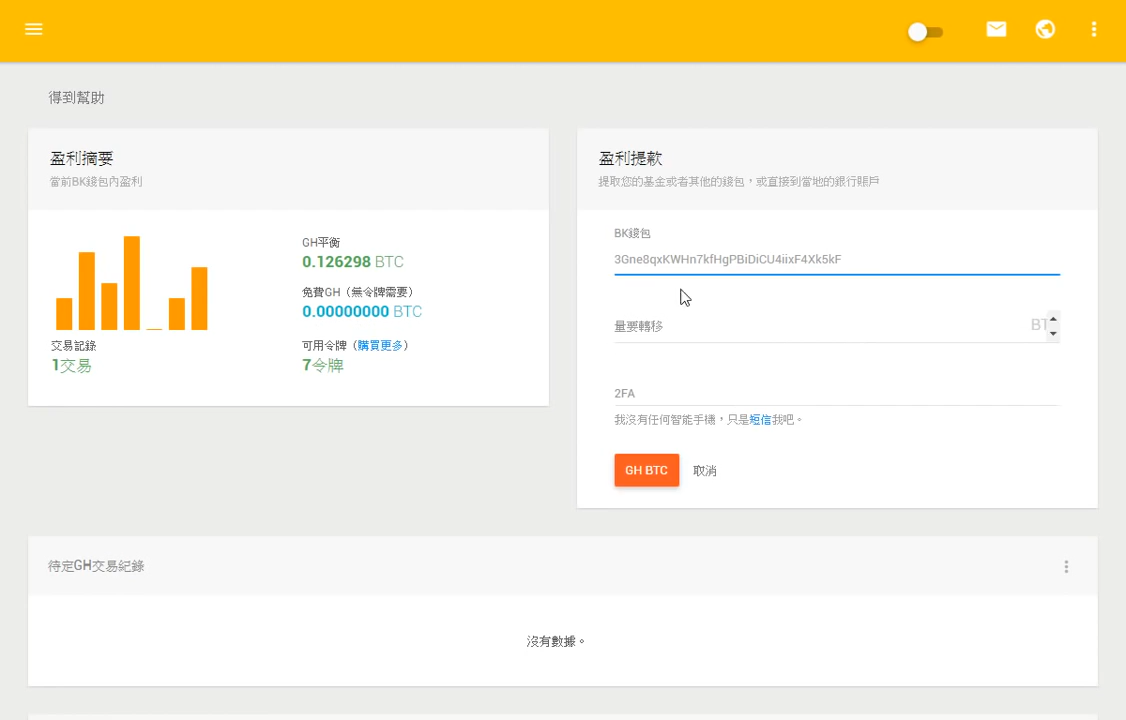 得到幫助
盈利摘要
當前BK錢包內盈利
GH平衡
0.126298 BTC
免費GH（無令牌需要）
0.00000000 BTC
交易記錄
1交易
可用令牌（購買更多）
7令牌
盈利提款
提取您的基金或者其他的錢包，或直接到當地的銀行賬戶
BK錢包
3Gne8qxKWHn7kfHgPBiDiCU4iixF4Xk5kF
量要轉移
BT
2FA
我沒有任何智能手機，只是短信我吧。
GH BTC
取消
待定GH交易紀錄
沒有數據。